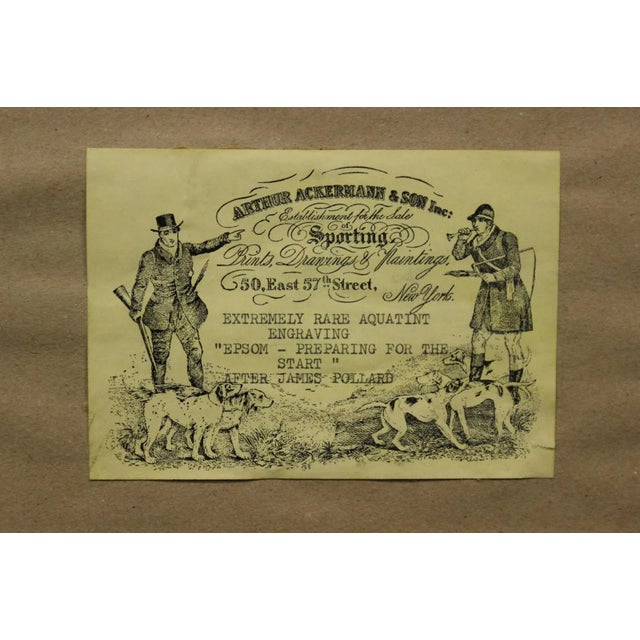 ARTHUR ACKERMANN & SON Inc:
Establishment for the Sale
of
Sporting
Prints, Drawings, & Paintings,
50, East 57th Street,
New York.
EXTREMELY RARE AQUATINT
ENGRAVING
"EPSOM - PREPARING FOR THE
START "
AFTER JAMES POLLARD